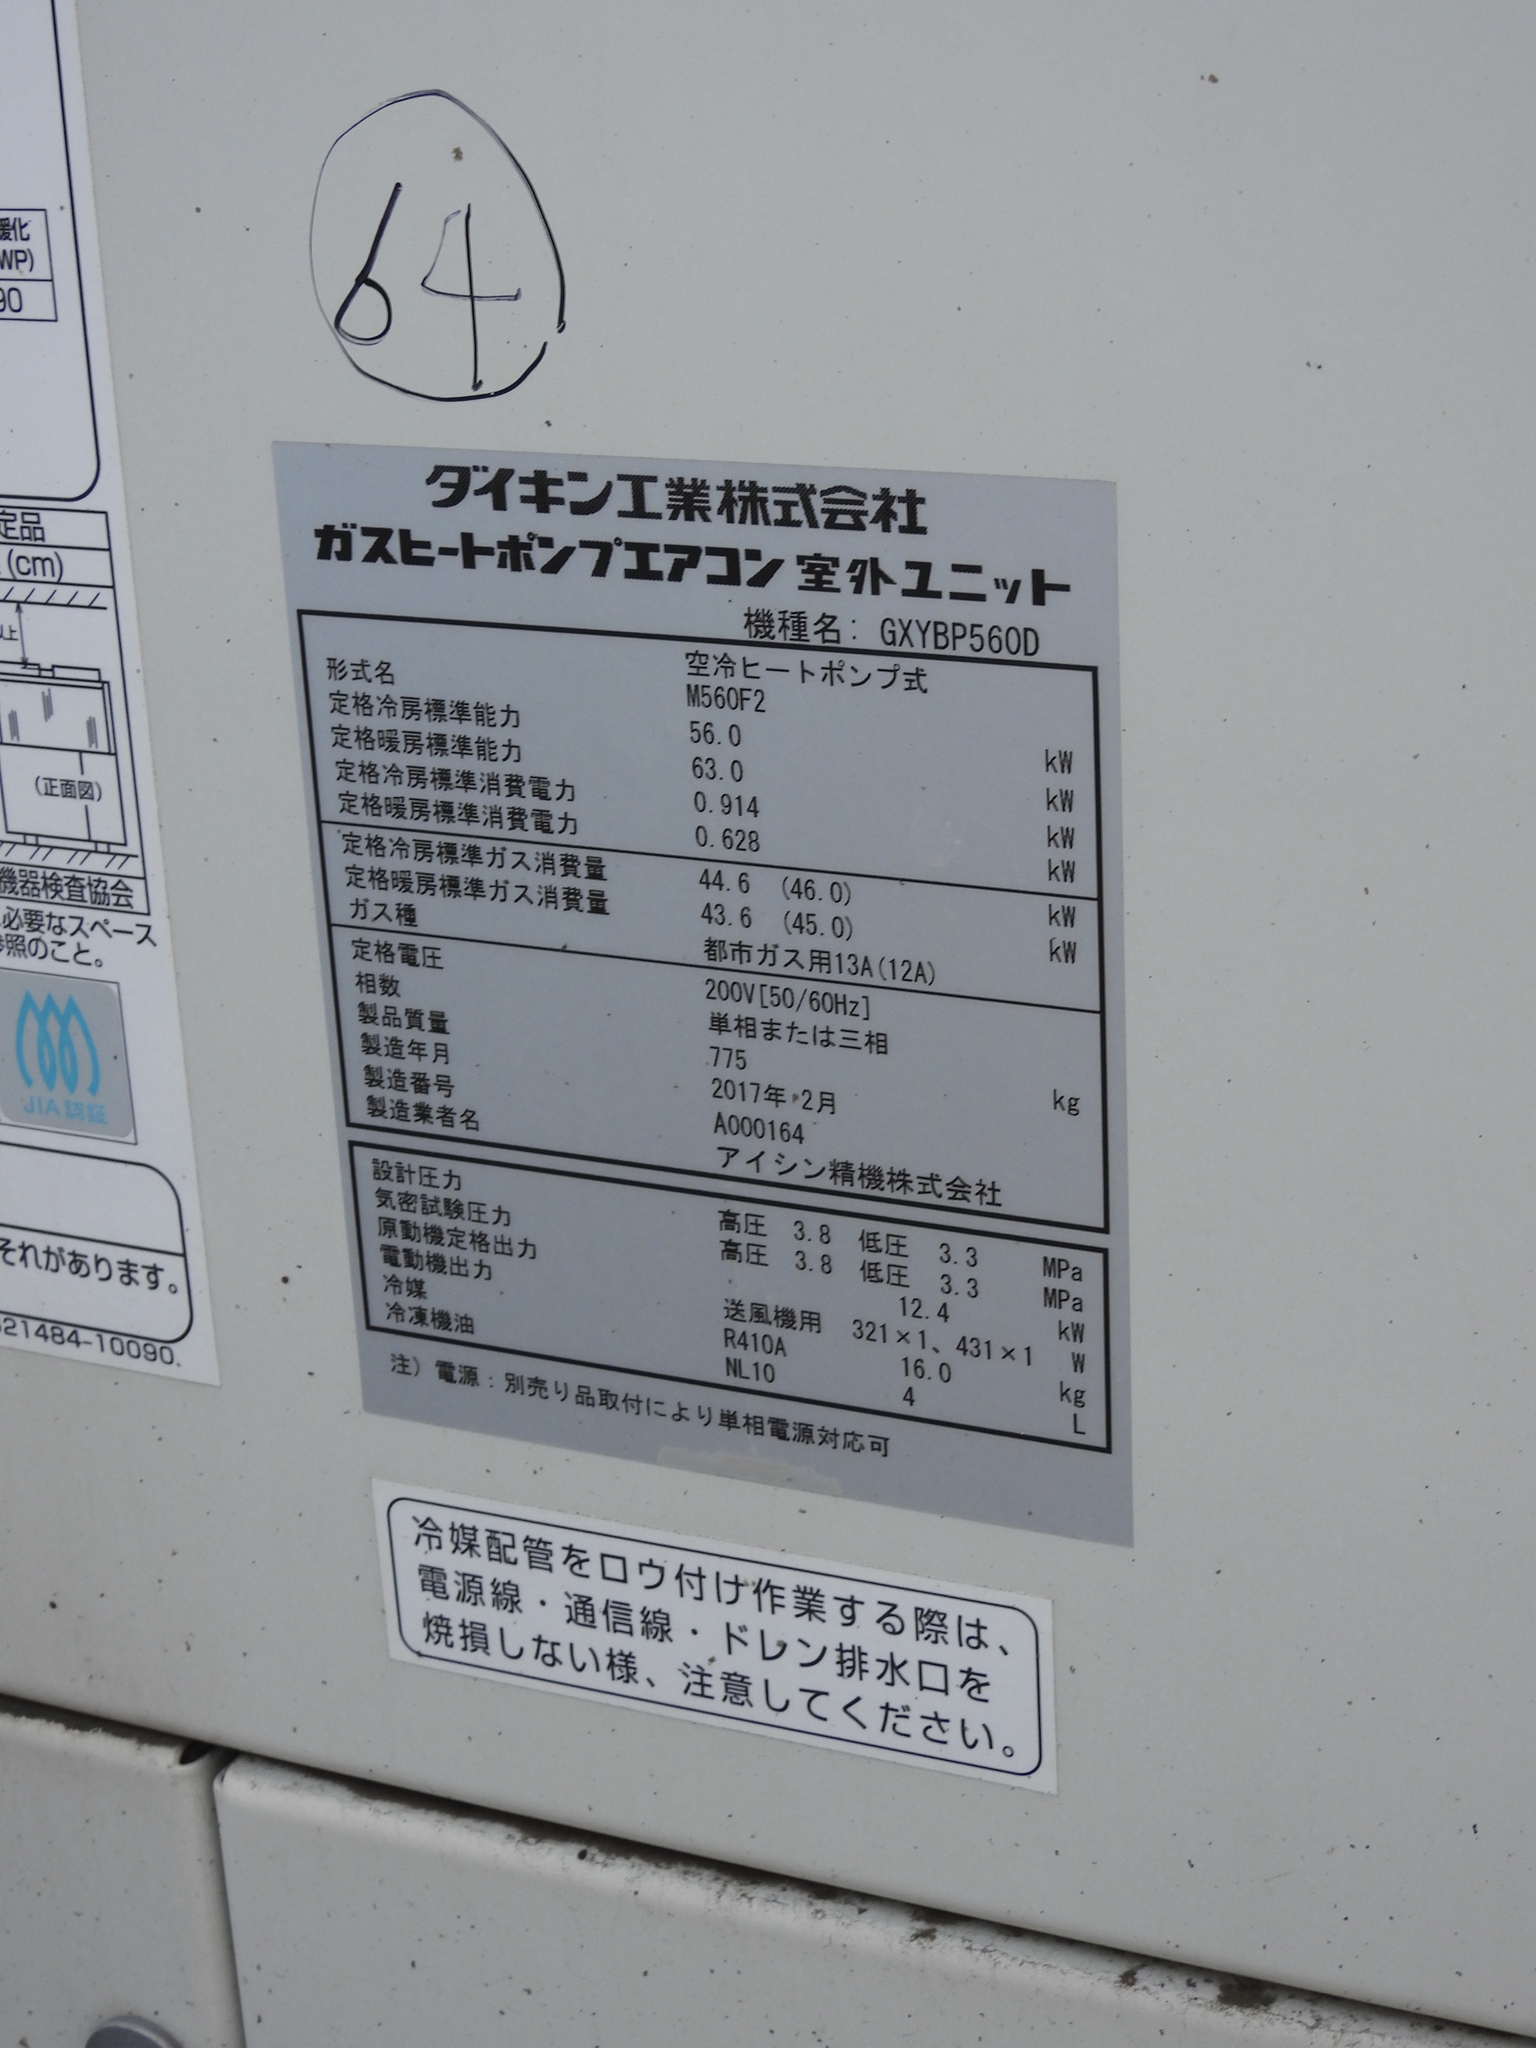 暖化
WP)
90
定品
(cm)
以上
(正面図)
機器検査協会
必要なスペース
参照のこと。
JIA 認証
それがあります。
521484-10090.
64
ダイキン工業株式会社
ガスヒートポンプエアコン 室外ユニット
機種名: GXYBP560D
空冷ヒートポンプ式
形式名 M560F2
定格冷房標準能力 56.0 kW
定格暖房標準能力 63.0 kW
定格冷房標準消費電力 0.914 kW
定格暖房標準消費電力 0.628 kW
定格冷房標準ガス消費量 44.6 (46.0) kW
定格暖房標準ガス消費量 43.6 (45.0) kW
ガス種 都市ガス用13A(12A)
定格電圧 200V[50/60Hz]
相数 単相または三相
製品質量 775 kg
製造年月 2017年 2月
製造番号 A000164
製造業者名 アイシン精機株式会社
設計圧力 高圧 3.8 低圧 3.3 MPa
気密試験圧力 高圧 3.8 低圧 3.3 MPa
原動機定格出力 12.4 kW
電動機出力 送風機用 321×1、431×1 W
冷媒 R410A 16.0 kg
冷凍機油 NL10 4 L
注) 電源:別売り品取付により単相電源対応可
冷媒配管をロウ付け作業する際は、
電源線・通信線・ドレン排水口を
焼損しない様、注意してください。